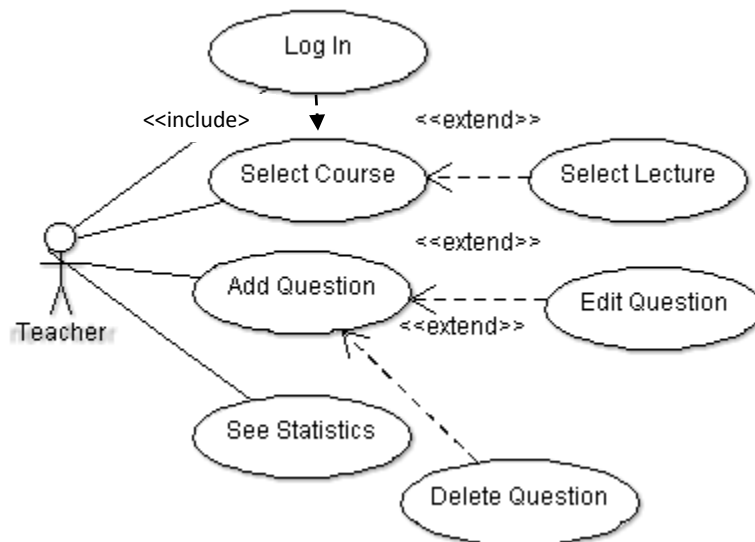 Log In
<<include>
<<extend>>
Select Course
Select Lecture
<<extend>>
Add Question
Edit Question
<<extend>>
Teacher
See Statistics
Delete Question